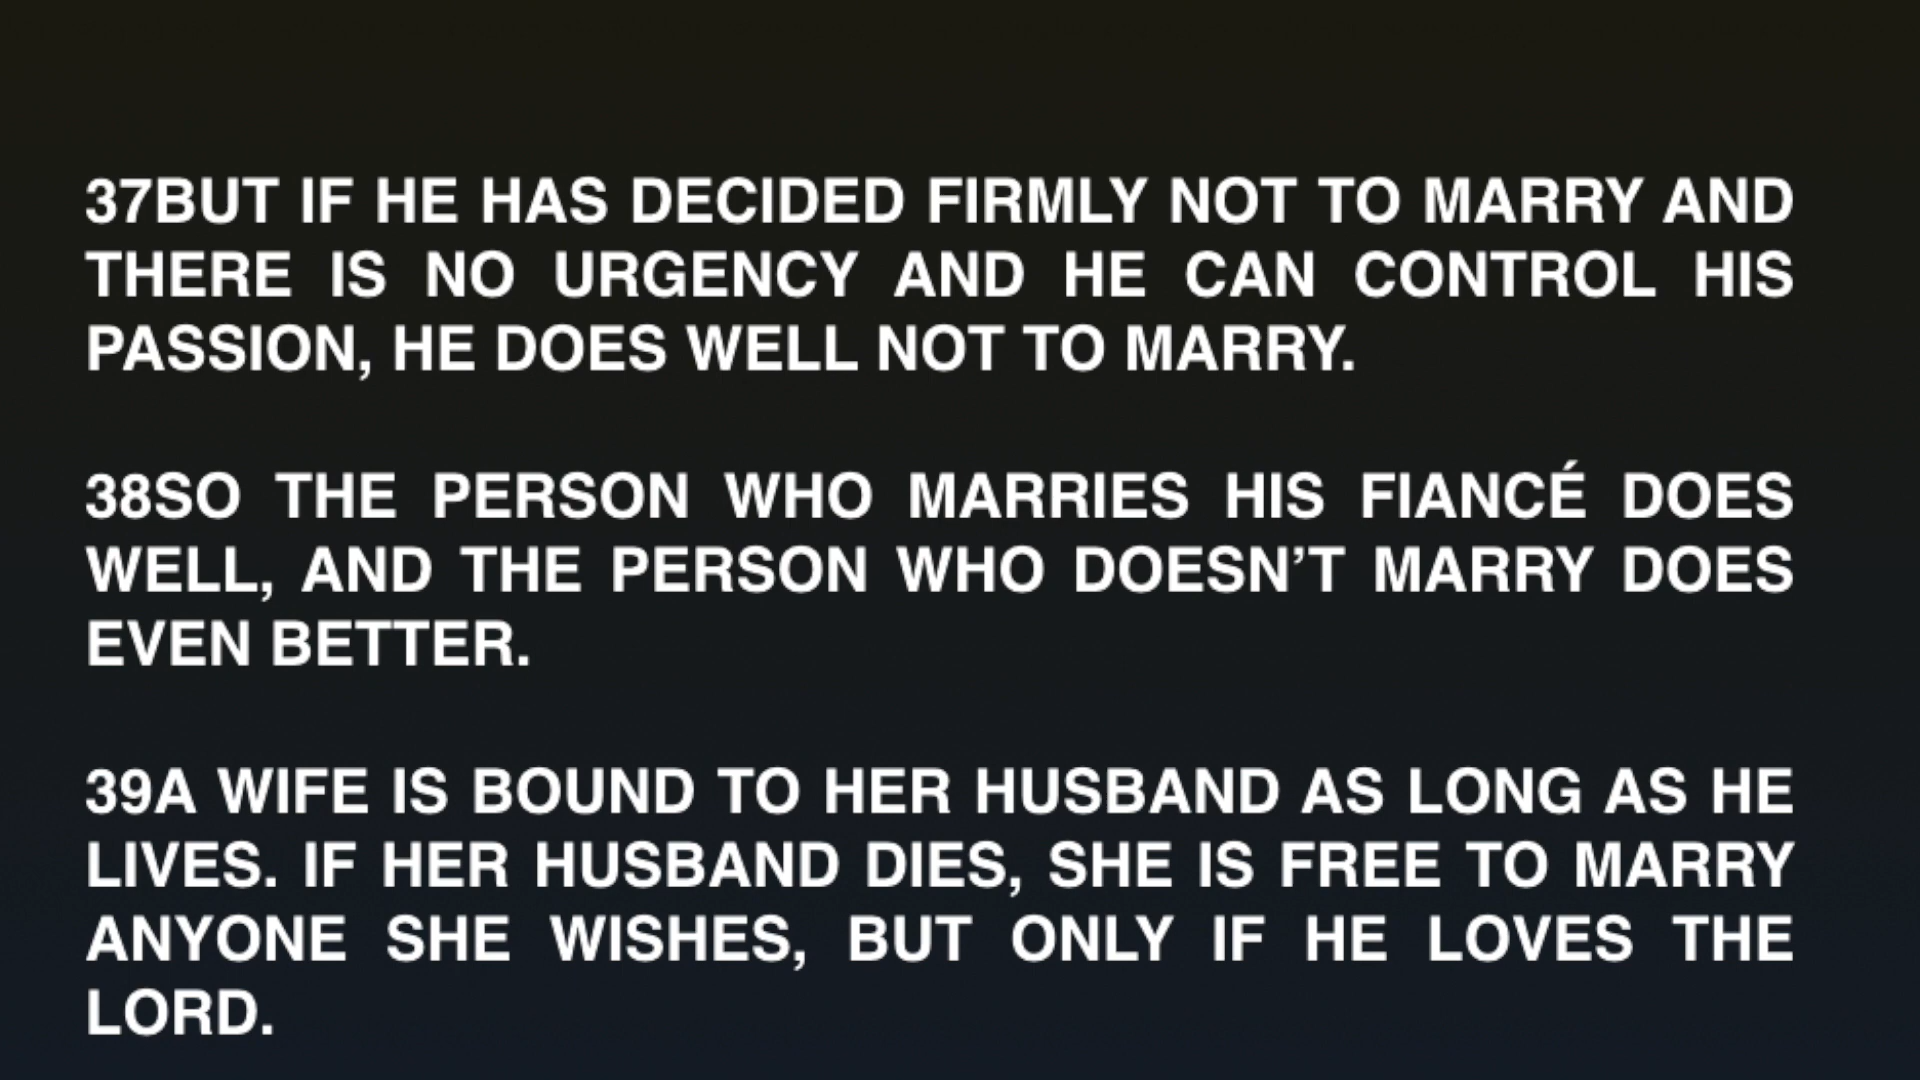 37BUT IF HE HAS DECIDED FIRMLY NOT TO MARRY AND
THERE IS NO URGENCY AND HE CAN CONTROL HIS
PASSION, HE DOES WELL NOT TO MARRY.
38SO THE PERSON WHO MARRIES HIS FIANCÉ DOES
WELL, AND THE PERSON WHO DOESN’T MARRY DOES
EVEN BETTER.
39A WIFE IS BOUND TO HER HUSBAND AS LONG AS HE
LIVES. IF HER HUSBAND DIES, SHE IS FREE TO MARRY
ANYONE SHE WISHES, BUT ONLY IF HE LOVES THE
LORD.